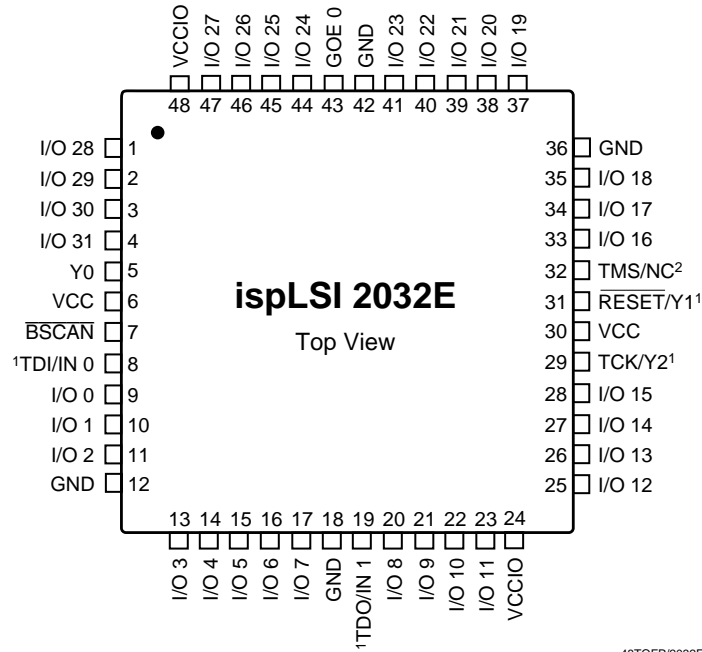 VCCIO I/O 27 I/O 26 I/O 25 I/O 24 GOE 0 GND I/O 23 I/O 22 I/O 21 I/O 20 I/O 19
48 47 46 45 44 43 42 41 40 39 38 37
I/O 28 1 36 GND
I/O 29 2 35 I/O 18
I/O 30 3 34 I/O 17
I/O 31 4 33 I/O 16
Y0 5 32 TMS/NC²
VCC 6 31 R̅E̅S̅E̅T̅/Y1¹
B̅S̅C̅A̅N̅ 7 30 VCC
¹TDI/IN 0 8 29 TCK/Y2¹
I/O 0 9 28 I/O 15
I/O 1 10 27 I/O 14
I/O 2 11 26 I/O 13
GND 12 25 I/O 12
ispLSI 2032E
Top View
13 14 15 16 17 18 19 20 21 22 23 24
I/O 3 I/O 4 I/O 5 I/O 6 I/O 7 GND ¹TDO/IN 1 I/O 8 I/O 9 I/O 10 I/O 11 VCCIO